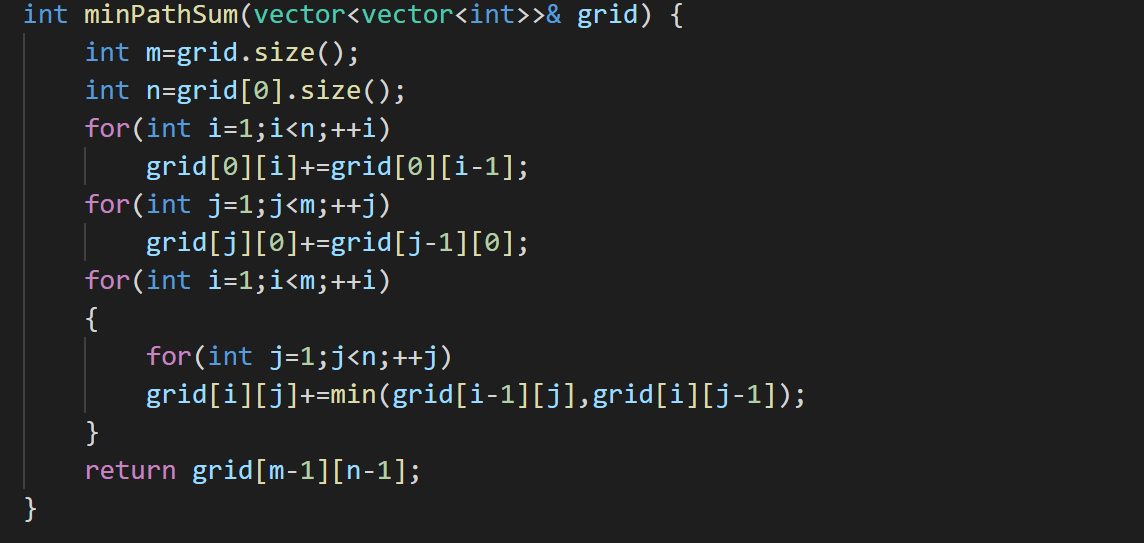 int minPathSum(vector<vector<int>>& grid) {
    int m=grid.size();
    int n=grid[0].size();
    for(int i=1;i<n;++i)
        grid[0][i]+=grid[0][i-1];
    for(int j=1;j<m;++j)
        grid[j][0]+=grid[j-1][0];
    for(int i=1;i<m;++i)
    {
        for(int j=1;j<n;++j)
        grid[i][j]+=min(grid[i-1][j],grid[i][j-1]);
    }
    return grid[m-1][n-1];
}